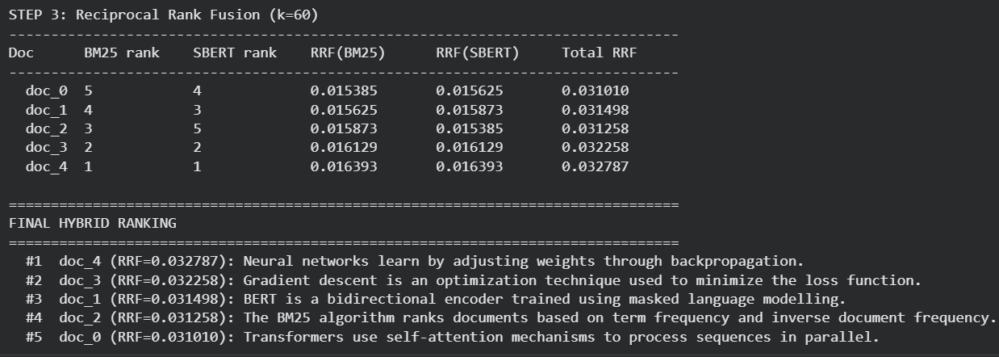 STEP 3: Reciprocal Rank Fusion (k=60)
--------------------------------------------------------------------------------
Doc      BM25 rank    SBERT rank    RRF(BM25)      RRF(SBERT)     Total RRF
--------------------------------------------------------------------------------
  doc_0  5            4             0.015385       0.015625       0.031010
  doc_1  4            3             0.015625       0.015873       0.031498
  doc_2  3            5             0.015873       0.015385       0.031258
  doc_3  2            2             0.016129       0.016129       0.032258
  doc_4  1            1             0.016393       0.016393       0.032787
================================================================================
FINAL HYBRID RANKING
================================================================================
  #1  doc_4 (RRF=0.032787): Neural networks learn by adjusting weights through backpropagation.
  #2  doc_3 (RRF=0.032258): Gradient descent is an optimization technique used to minimize the loss function.
  #3  doc_1 (RRF=0.031498): BERT is a bidirectional encoder trained using masked language modelling.
  #4  doc_2 (RRF=0.031258): The BM25 algorithm ranks documents based on term frequency and inverse document frequency.
  #5  doc_0 (RRF=0.031010): Transformers use self-attention mechanisms to process sequences in parallel.